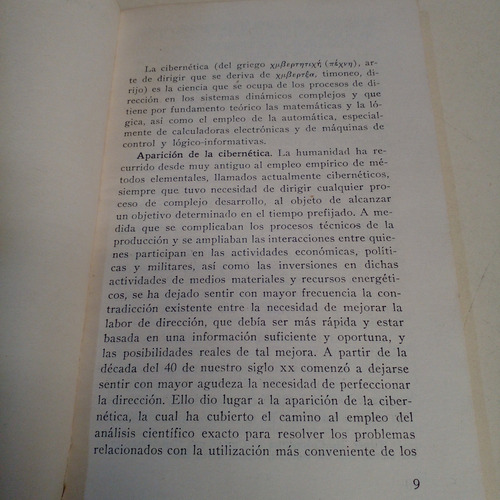 La cibernética (del griego χμβερτητιχή (πέχνη), ar-
te de dirigir que se deriva de χμβερτξα, timoneo, di-
rijo) es la ciencia que se ocupa de los procesos de di-
rección en los sistemas dinámicos complejos y que
tiene por fundamento teórico las matemáticas y la ló-
gica, así como el empleo de la automática, especial-
mente de calculadoras electrónicas y de máquinas de
control y lógico-informativas.
Aparición de la cibernética. La humanidad ha re-
currido desde muy antiguo al empleo empírico de mé-
todos elementales, llamados actualmente cibernéticos,
siempre que tuvo necesidad de dirigir cualquier pro-
ceso de complejo desarrollo, al objeto de alcanzar
un objetivo determinado en el tiempo prefijado. A me-
dida que se complicaban los procesos técnicos de la
producción y se ampliaban las interacciones entre quie-
nes participan en las actividades económicas, políti-
cas y militares, así como las inversiones en dichas
actividades de medios materiales y recursos energéti-
cos, se ha dejado sentir con mayor frecuencia la con-
tradicción existente entre la necesidad de mejorar la
labor de dirección, que debía ser más rápida y estar
basada en una información suficiente y oportuna, y
las posibilidades reales de tal mejora. A partir de la
década del 40 de nuestro siglo XX comenzó a dejarse
sentir con mayor agudeza la necesidad de perfeccionar
la dirección. Ello dio lugar a la aparición de la ciber-
nética, la cual ha cubierto el camino al empleo del
análisis científico exacto para resolver los problemas
relacionados con la utilización más conveniente de los
9